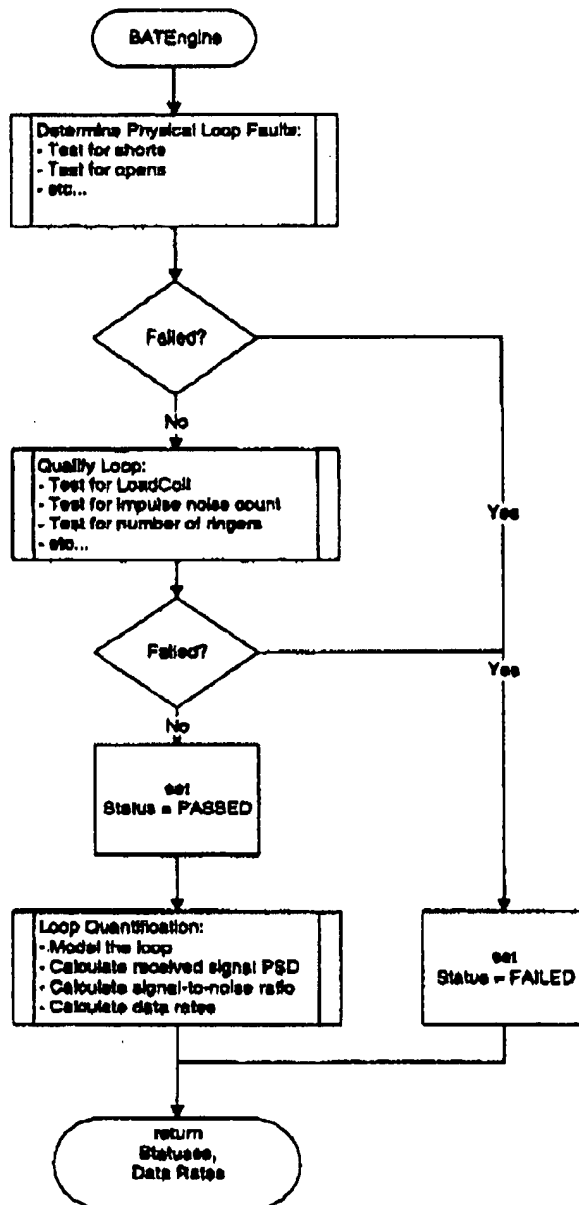 BATEngine
Determine Physical Loop Faults:
- Test for shorts
- Test for opens
- etc...
Failed?
No
Qualify Loop:
- Test for LoadCoil
- Test for impulse noise count
- Test for number of ringers
- etc...
Yes
Failed?
Yes
No
set
Status = PASSED
Loop Quantification:
- Model the loop
- Calculate received signal PSD
- Calculate signal-to-noise ratio
- Calculate data rates
set
Status = FAILED
return
Statuses,
Data Rates